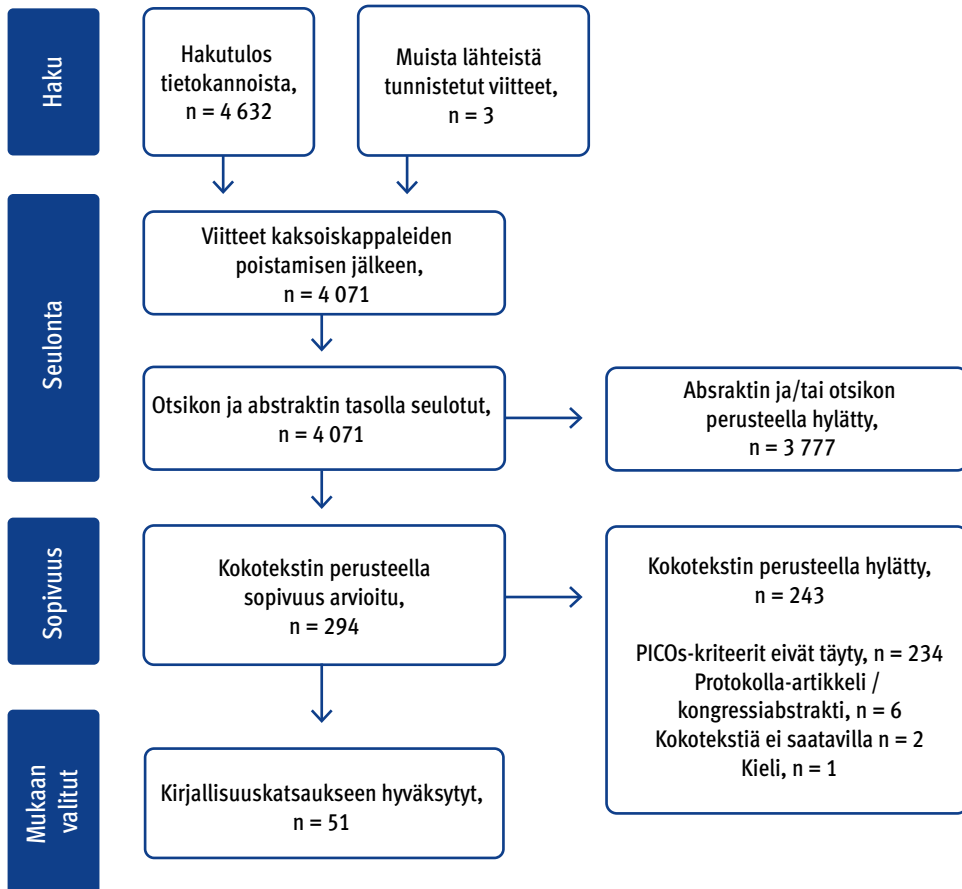 Haku
Hakutulos
tietokannoista,
n = 4 632
Muista lähteistä
tunnistetut viitteet,
n = 3
Seulonta
Viitteet kaksoiskappaleiden
poistamisen jälkeen,
n = 4 071
Otsikon ja abstraktin tasolla seulotut,
n = 4 071
Absraktin ja/tai otsikon
perusteella hylätty,
n = 3 777
Sopivuus
Kokotekstin perusteella
sopivuus arvioitu,
n = 294
Kokotekstin perusteella hylätty,
n = 243
PICOs-kriteerit eivät täyty, n = 234
Protokolla-artikkeli /
kongressiabstrakti, n = 6
Kokotekstiä ei saatavilla n = 2
Kieli, n = 1
Mukaan
valitut
Kirjallisuuskatsaukseen hyväksytyt,
n = 51